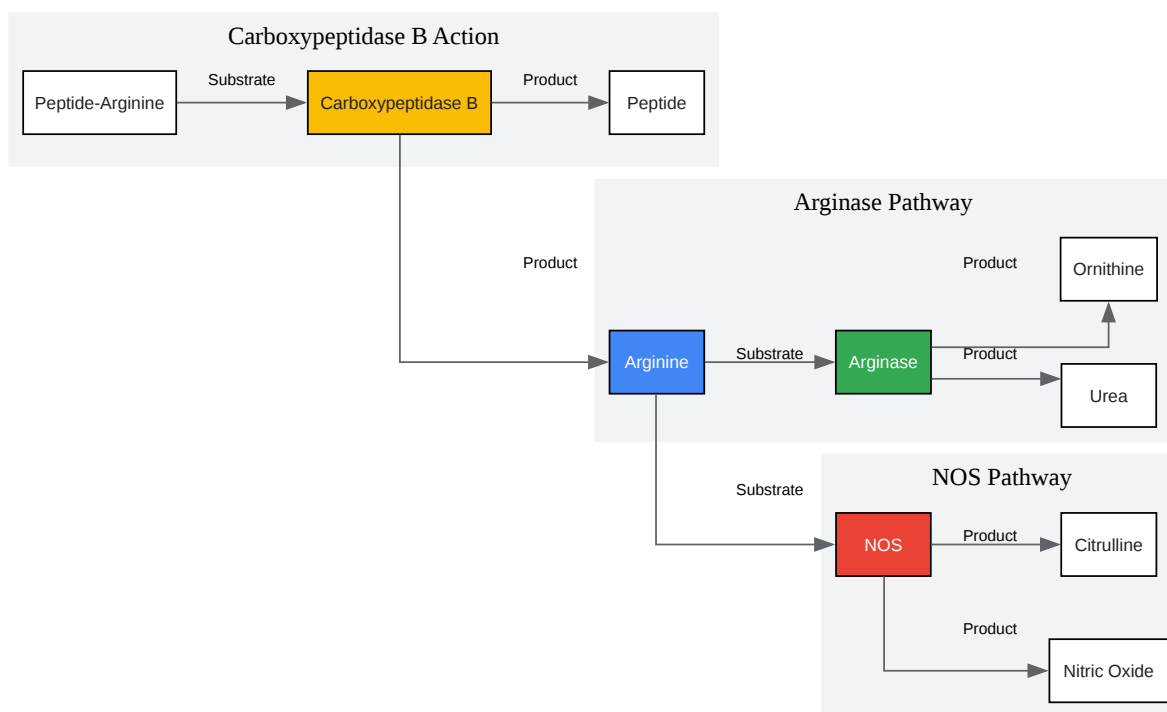 Carboxypeptidase B Action
Substrate
Product
Peptide-Arginine
Carboxypeptidase B
Peptide
Arginase Pathway
Product
Product
Ornithine
Arginine
Substrate
Arginase
Product
Urea
NOS Pathway
Substrate
NOS
Product
Citrulline
Product
Nitric Oxide